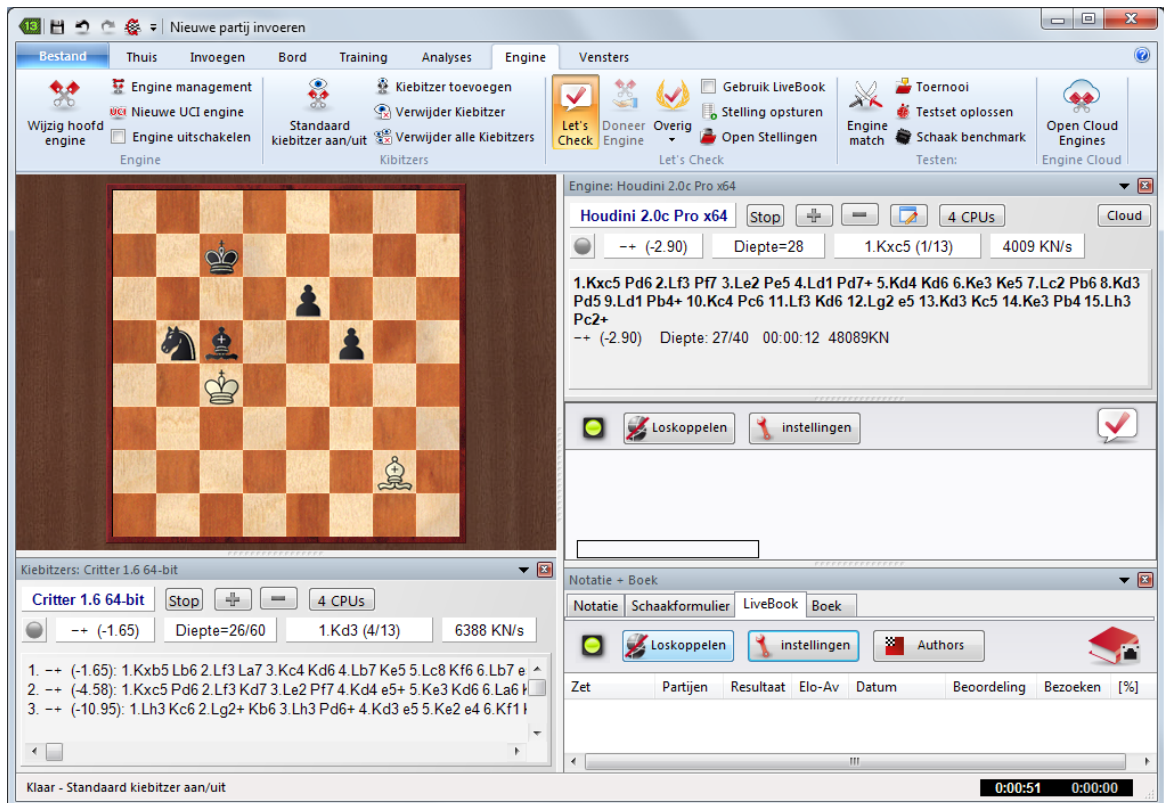 13 Nieuwe partij invoeren
Bestand Thuis Invoegen Bord Training Analyses Engine Vensters
Wijzig hoofd engine
Engine management
UCI Nieuwe UCI engine
Engine uitschakelen
Engine
Standaard kiebitzer aan/uit
Kiebitzer toevoegen
Verwijder Kiebitzer
Verwijder alle Kiebitzers
Kibitzers
Let's Check
Doneer Engine
Overig
Gebruik LiveBook
Stelling opsturen
Open Stellingen
Let's Check
Engine match
Toernooi
Testset oplossen
Schaak benchmark
Testen:
Open Cloud Engines
Engine Cloud
Engine: Houdini 2.0c Pro x64
Houdini 2.0c Pro x64 Stop 4 CPUs Cloud
-+ (-2.90) Diepte=28 1.Kxc5 (1/13) 4009 KN/s
1.Kxc5 Pd6 2.Lf3 Pf7 3.Le2 Pe5 4.Ld1 Pd7+ 5.Kd4 Kd6 6.Ke3 Ke5 7.Lc2 Pb6 8.Kd3
Pd5 9.Ld1 Pb4+ 10.Kc4 Pc6 11.Lf3 Kd6 12.Lg2 e5 13.Kd3 Kc5 14.Ke3 Pb4 15.Lh3
Pc2+
-+ (-2.90) Diepte: 27/40 00:00:12 48089KN
Loskoppelen instellingen
Kiebitzers: Critter 1.6 64-bit
Critter 1.6 64-bit Stop 4 CPUs
-+ (-1.65) Diepte=26/60 1.Kd3 (4/13) 6388 KN/s
1. -+ (-1.65): 1.Kxb5 Lb6 2.Lf3 La7 3.Kc4 Kd6 4.Lb7 Ke5 5.Lc8 Kf6 6.Lb7 e
2. -+ (-4.58): 1.Kxc5 Pd6 2.Lf3 Kd7 3.Le2 Pf7 4.Kd4 e5+ 5.Ke3 Kd6 6.La6
3. -+ (-10.95): 1.Lh3 Kc6 2.Lg2+ Kb6 3.Lh3 Pd6+ 4.Kd3 e5 5.Ke2 e4 6.Kf1
Notatie + Boek
Notatie Schaakformulier LiveBook Boek
Loskoppelen instellingen Authors
Zet Partijen Resultaat Elo-Av Datum Beoordeling Bezoeken [%]
Klaar - Standaard kiebitzer aan/uit
0:00:51 0:00:00